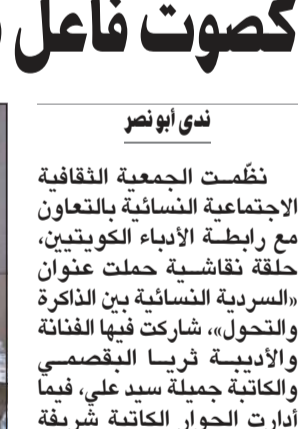 كصوت فاعل
ندى أبو نصر
نظّمت الجمعية الثقافية
الاجتماعية النسائية بالتعاون
مع رابطة الأدباء الكويتيين،
حلقة نقاشية حملت عنوان
«السردية النسائية بين الذاكرة
والتحول»، شاركت فيها الفنانة
والأديبة ثريا البقصمي
والكاتبة جميلة سيد علي، فيما
أدارت الحوار الكاتبة شريفة